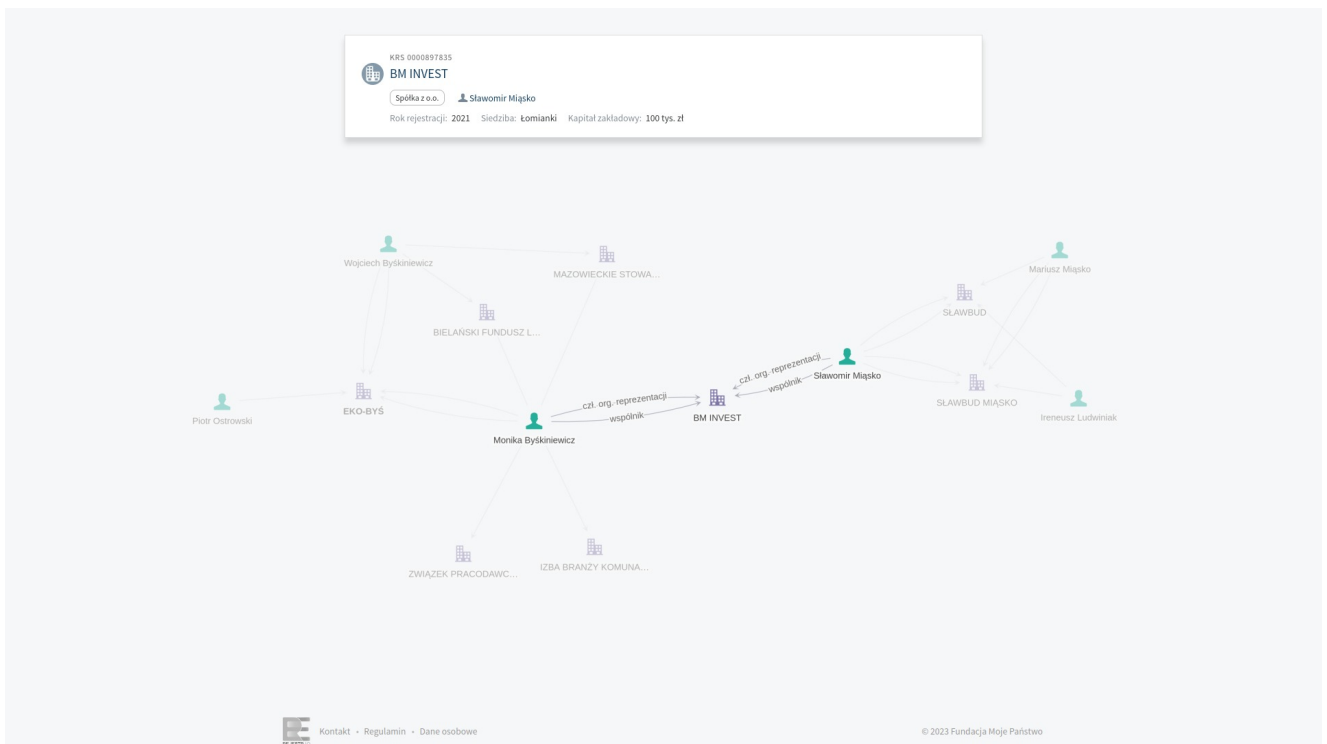 KRS 0000897835
BM INVEST
Spółka z o.o. Sławomir Miąsko
Rok rejestracji: 2021 Siedziba: Łomianki Kapitał zakładowy: 100 tys. zł
Wojciech Byśkiniewicz
MAZOWIECKIE STOWA...
Mariusz Miąsko
SŁAWBUD
BIELAŃSKI FUNDUSZ L...
czł. org. reprezentacji
wspólnik
Sławomir Miąsko
SŁAWBUD MIĄSKO
Ireneusz Ludwiniak
BM INVEST
czł. org. reprezentacji
wspólnik
EKO-BYŚ
Piotr Ostrowski
Monika Byśkiniewicz
ZWIĄZEK PRACODAWC...
IZBA BRANŻY KOMUNA...
Kontakt • Regulamin • Dane osobowe
© 2023 Fundacja Moje Państwo